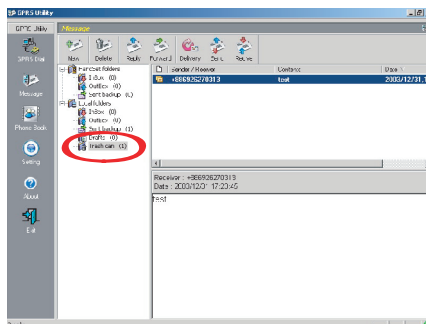 GPRS Utility
GPRS Utility Message
GPRS Dial
New Delete Reply Forward Delivery Send Receive
Message
Phone Book
Setting
About
Exit
Handset folders
InBox (0)
OutBox (0)
Sent backup (0)
Local folders
InBox (0)
OutBox (0)
Sent backup (1)
Drafts (0)
Trash can (1)
Sender / Receiver Content Date
+886926270313 test 2003/12/31,1
Receiver : +886926270313
Date : 2003/12/31 17:20:45
test